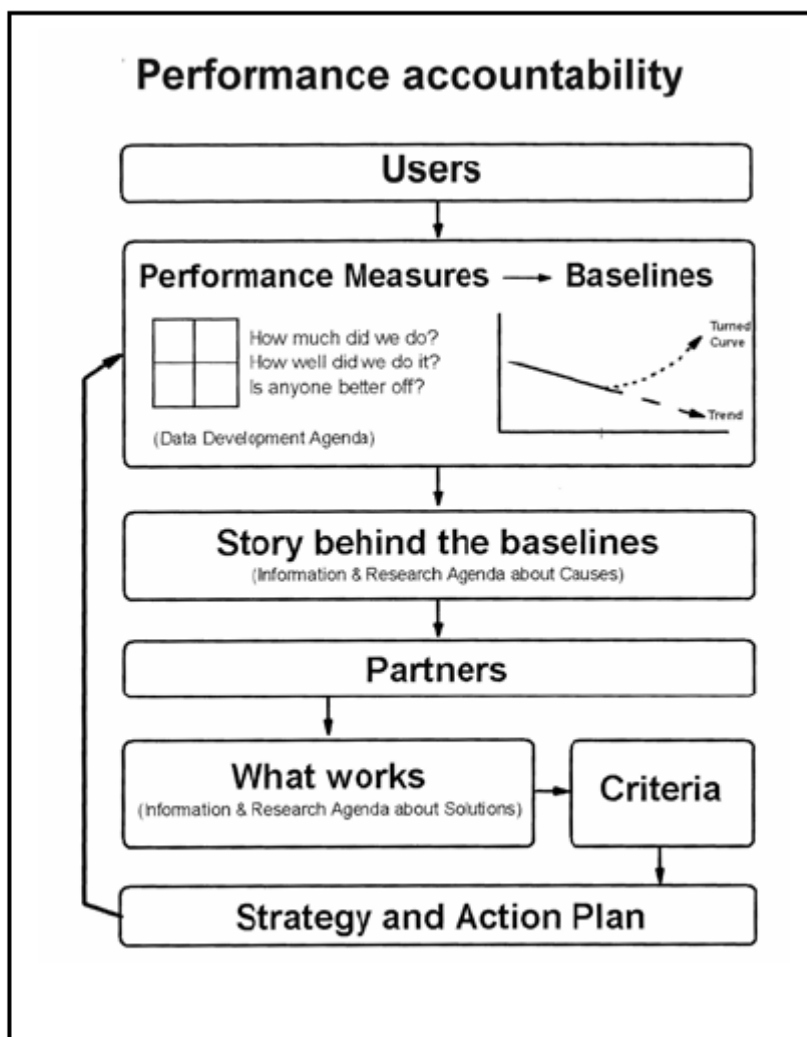 Performance accountability
Users
Performance Measures
Baselines
How much did we do?
How well did we do it?
Is anyone better off?
(Data Development Agenda)
Turned
Curve
Trend
Story behind the baselines
(Information & Research Agenda about Causes)
Partners
What works
(Information & Research Agenda about Solutions)
Criteria
Strategy and Action Plan